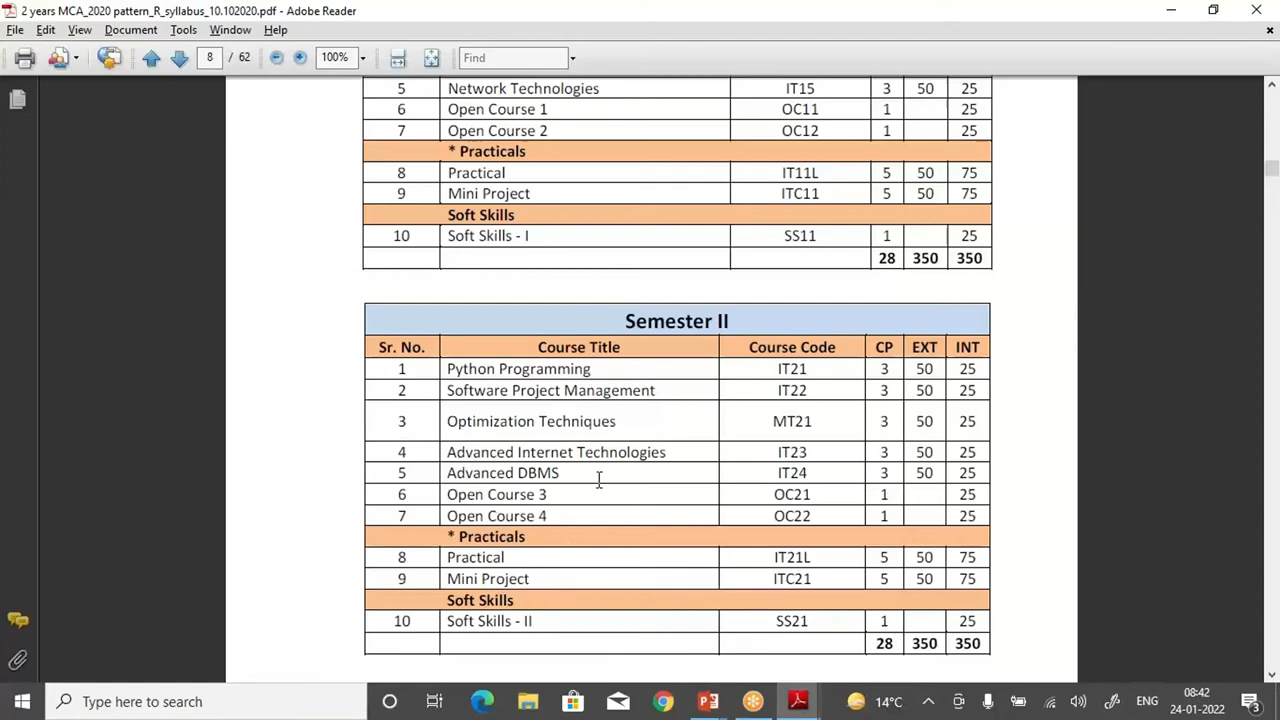 2 years MCA_2020 pattern_R_syllabus_10.102020.pdf - Adobe Reader
File Edit View Document Tools Window Help
8 / 62 100% Find
5 Network Technologies IT15 3 50 25
6 Open Course 1 OC11 1 25
7 Open Course 2 OC12 1 25
* Practicals
8 Practical IT11L 5 50 75
9 Mini Project ITC11 5 50 75
Soft Skills
10 Soft Skills - I SS11 1 25
28 350 350
Semester II
Sr. No. Course Title Course Code CP EXT INT
1 Python Programming IT21 3 50 25
2 Software Project Management IT22 3 50 25
3 Optimization Techniques MT21 3 50 25
4 Advanced Internet Technologies IT23 3 50 25
5 Advanced DBMS IT24 3 50 25
6 Open Course 3 OC21 1 25
7 Open Course 4 OC22 1 25
* Practicals
8 Practical IT21L 5 50 75
9 Mini Project ITC21 5 50 75
Soft Skills
10 Soft Skills - II SS21 1 25
28 350 350
Type here to search 14°C ENG 08:42
24-01-2022 3